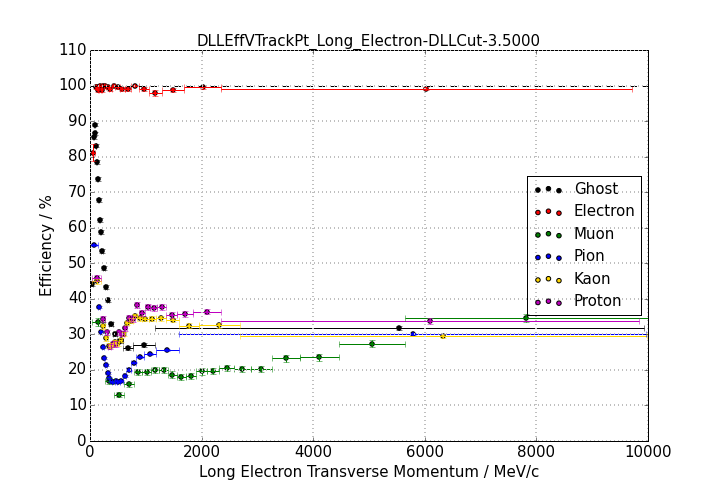 DLLEffVTrackPt_Long_Electron-DLLCut-3.5000
110
100
90
80
70
60
50
40
30
20
10
0
Efficiency / %
Ghost
Electron
Muon
Pion
Kaon
Proton
0 2000 4000 6000 8000 10000
Long Electron Transverse Momentum / MeV/c